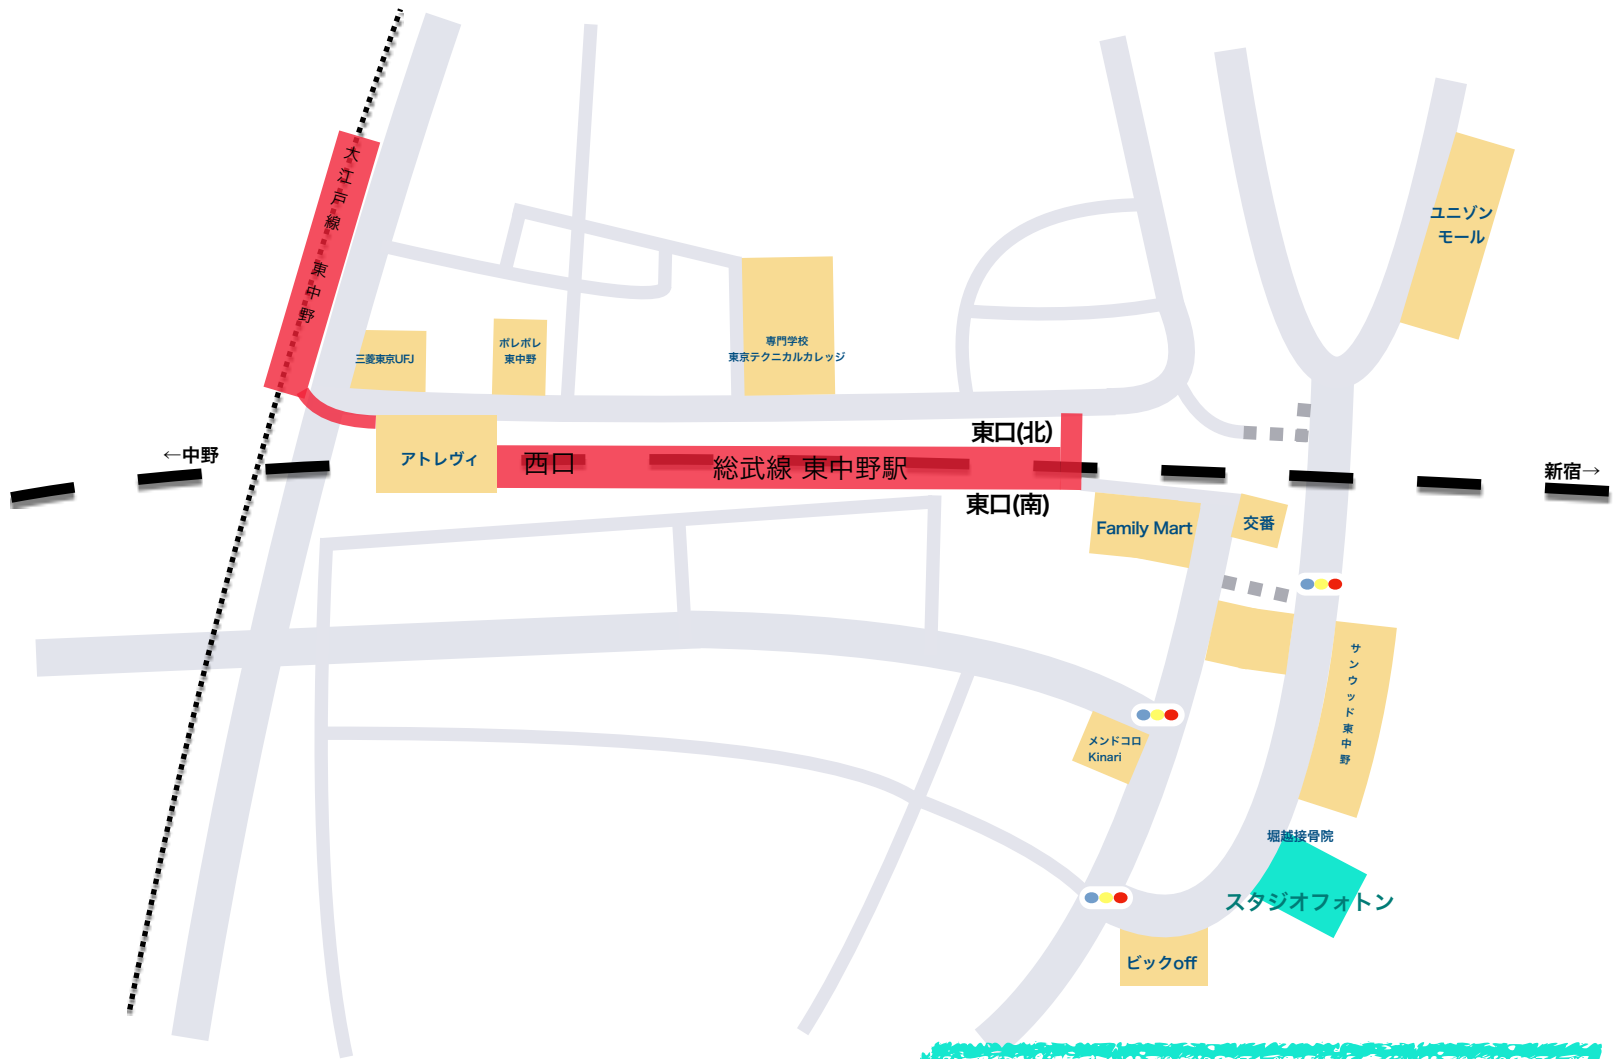 大江戸線 東中野
ユニゾン
モール
三菱東京UFJ
ポレポレ
東中野
専門学校
東京テクニカルカレッジ
東口(北)
←中野
アトレヴィ
西口
総武線 東中野駅
新宿→
東口(南)
Family Mart
交番
サンウッド東中野
メンドコロ
Kinari
堀越接骨院
スタジオフォトン
ビックoff